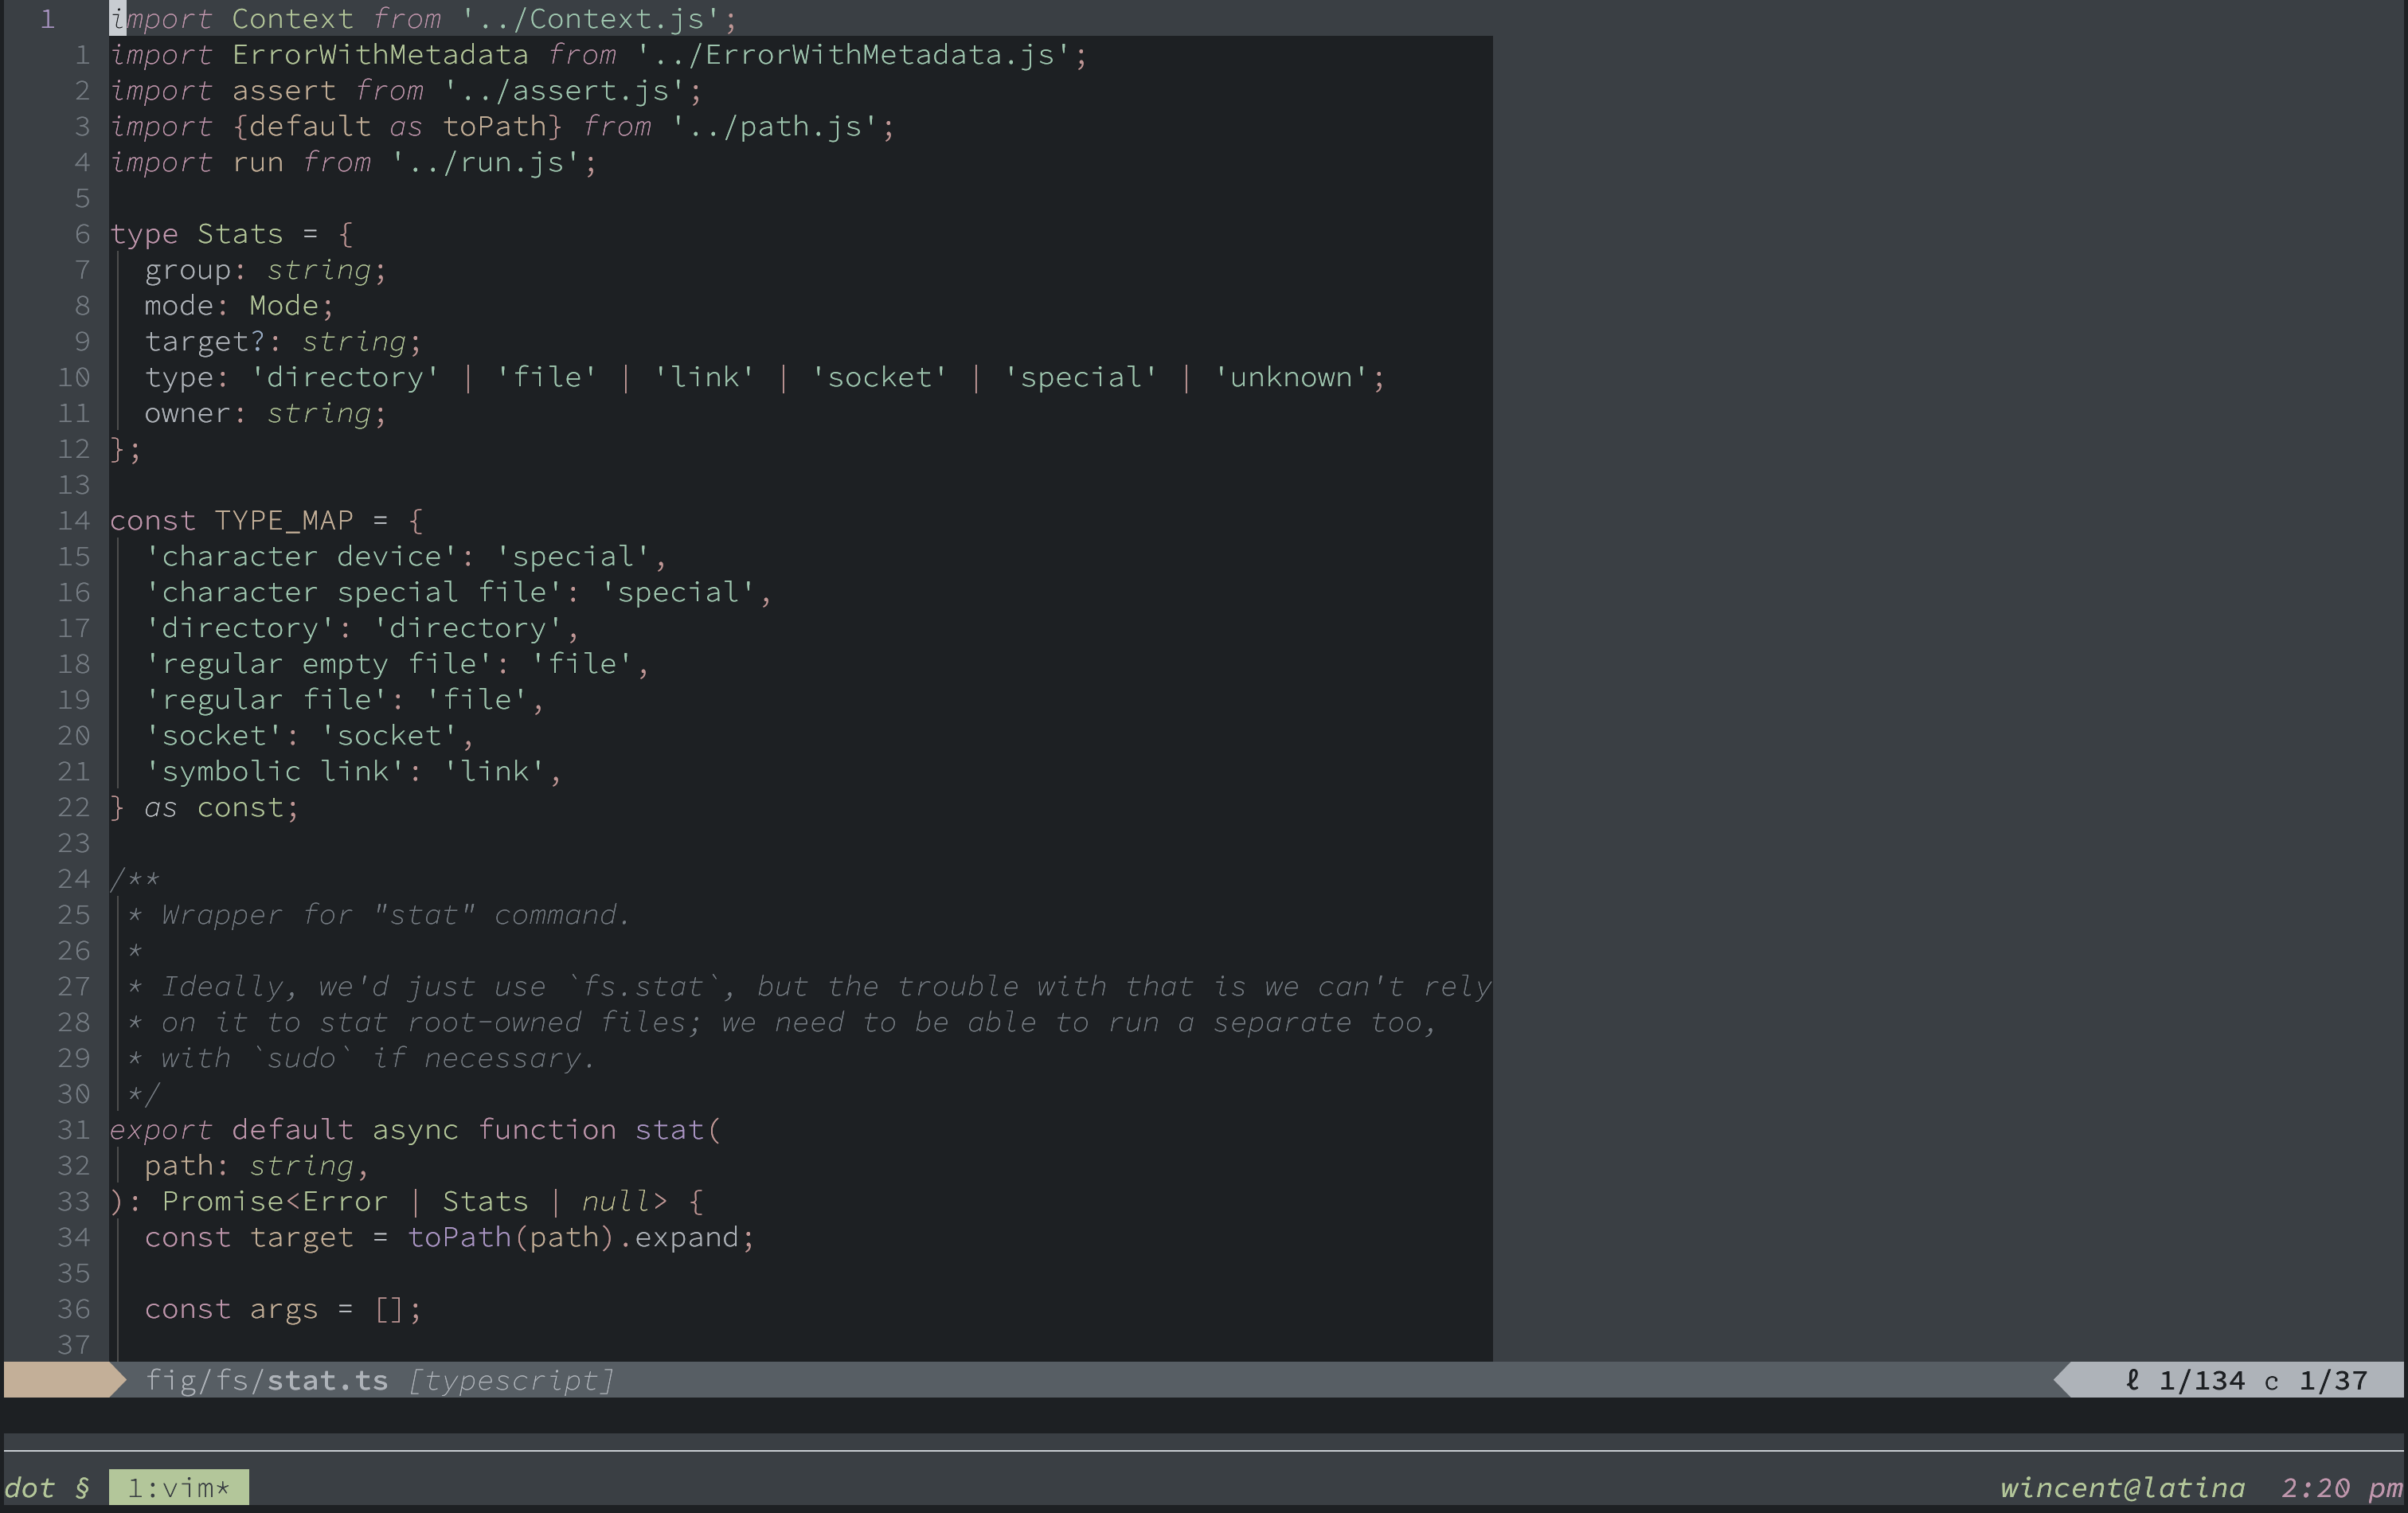 1 import Context from '../Context.js';
1 import ErrorWithMetadata from '../ErrorWithMetadata.js';
2 import assert from '../assert.js';
3 import {default as toPath} from '../path.js';
4 import run from '../run.js';
5
6 type Stats = {
7 group: string;
8 mode: Mode;
9 target?: string;
10 type: 'directory' | 'file' | 'link' | 'socket' | 'special' | 'unknown';
11 owner: string;
12 };
13
14 const TYPE_MAP = {
15 'character device': 'special',
16 'character special file': 'special',
17 'directory': 'directory',
18 'regular empty file': 'file',
19 'regular file': 'file',
20 'socket': 'socket',
21 'symbolic link': 'link',
22 } as const;
23
24 /**
25 * Wrapper for "stat" command.
26 *
27 * Ideally, we'd just use `fs.stat`, but the trouble with that is we can't rely
28 * on it to stat root-owned files; we need to be able to run a separate too,
29 * with `sudo` if necessary.
30 */
31 export default async function stat(
32 path: string,
33 ): Promise<Error | Stats | null> {
34 const target = toPath(path).expand;
35
36 const args = [];
37
fig/fs/stat.ts [typescript] ℓ 1/134 c 1/37
dot § 1:vim* wincent@latina 2:20 pm